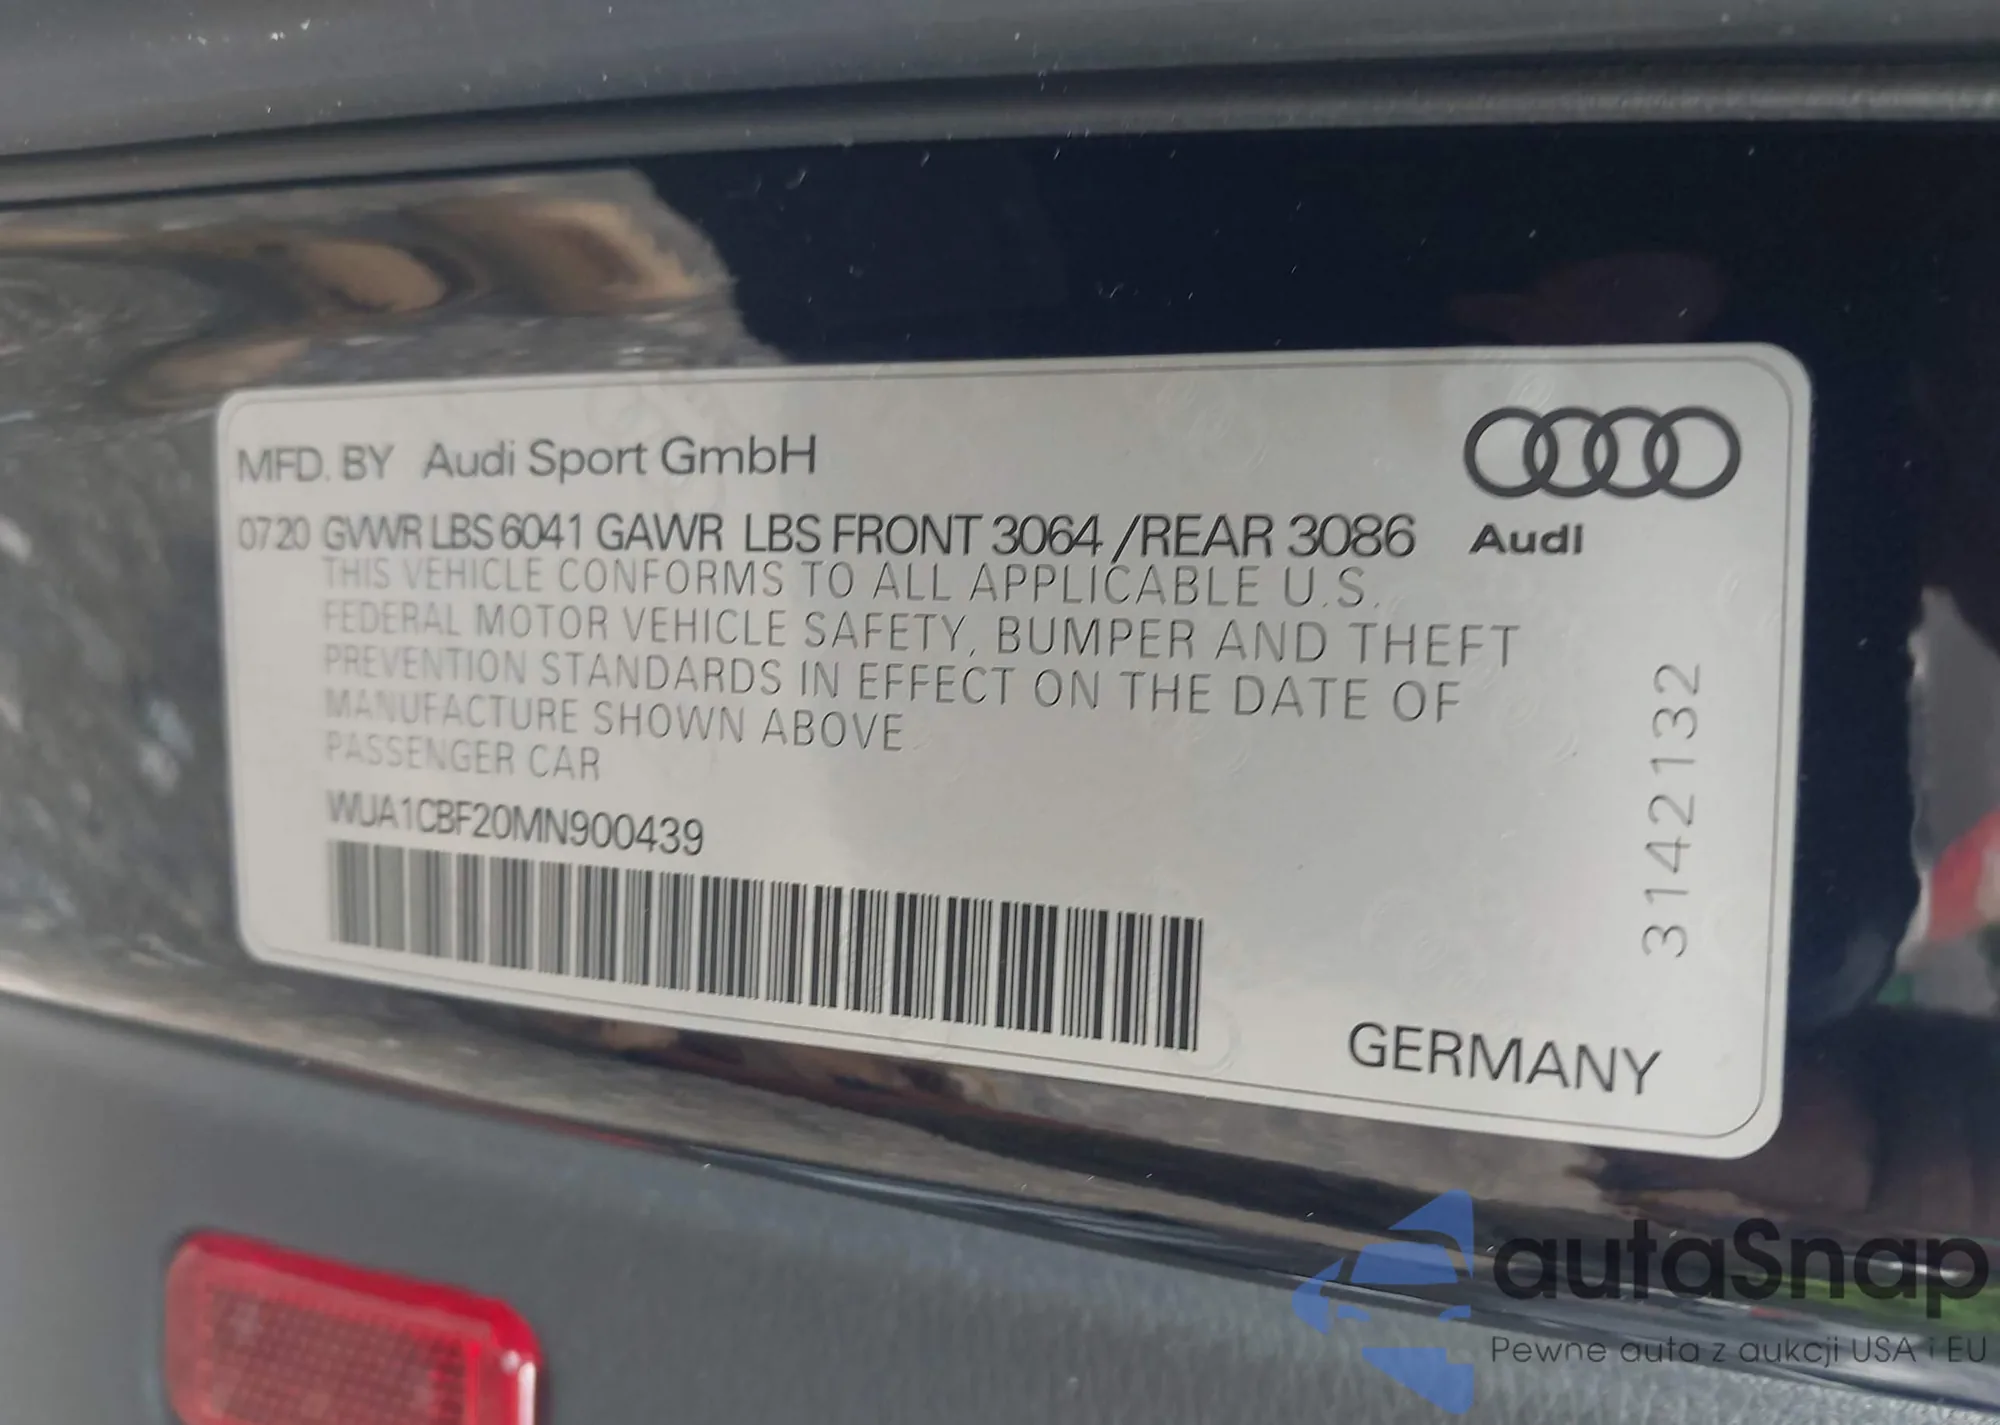 MFD. BY Audi Sport GmbH
0720 GVWR LBS 6041 GAWR LBS FRONT 3064 /REAR 3086
Audi
THIS VEHICLE CONFORMS TO ALL APPLICABLE U.S.
FEDERAL MOTOR VEHICLE SAFETY, BUMPER AND THEFT
PREVENTION STANDARDS IN EFFECT ON THE DATE OF
MANUFACTURE SHOWN ABOVE
PASSENGER CAR
WUA1CBF20MN900439
3142132
GERMANY
autaSnap
Pewne auta z aukcji USA i EU